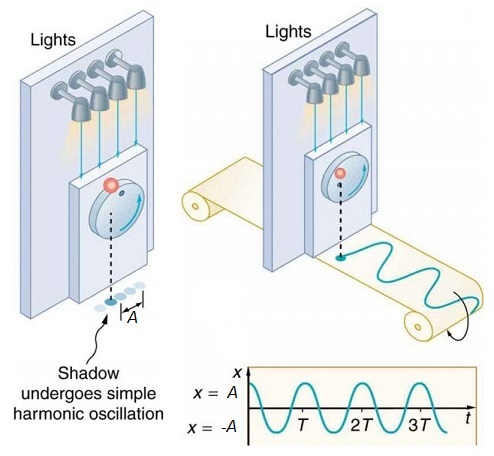 Lights
Lights
A
Shadow
undergoes simple
harmonic oscillation
x
x = A
x = -A
T
2T
3T
t